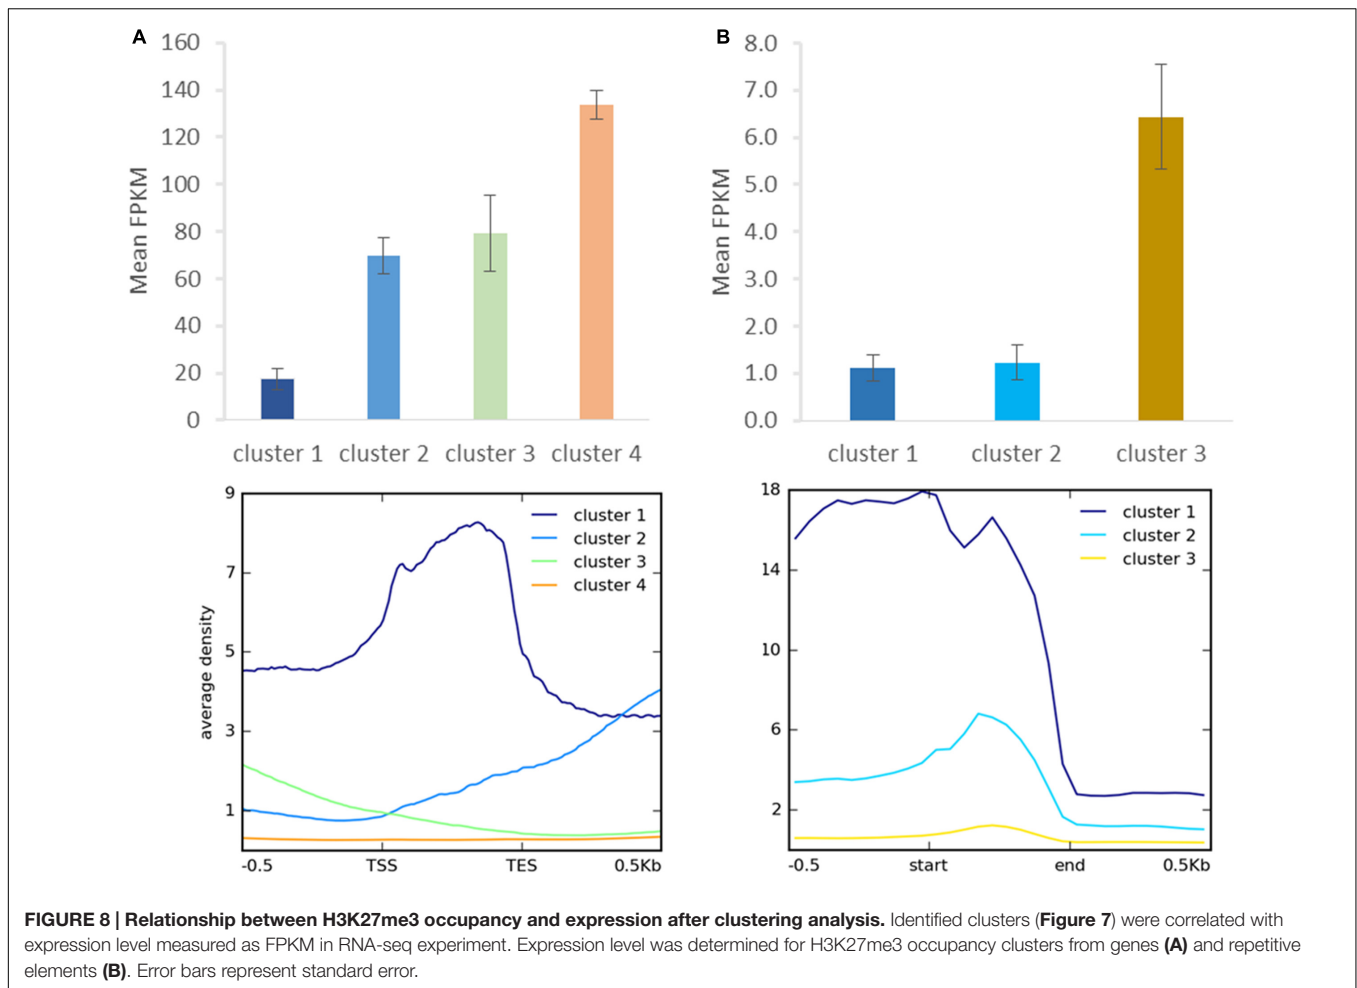 A
160
140
120
100
80
60
40
20
0
Mean FPKM
cluster 1 cluster 2 cluster 3 cluster 4
B
8.0
7.0
6.0
5.0
4.0
3.0
2.0
1.0
0.0
Mean FPKM
cluster 1 cluster 2 cluster 3
9
7
5
3
1
average density
cluster 1
cluster 2
cluster 3
cluster 4
-0.5 TSS TES 0.5Kb
18
14
10
6
2
cluster 1
cluster 2
cluster 3
-0.5 start end 0.5Kb
FIGURE 8 | Relationship between H3K27me3 occupancy and expression after clustering analysis. Identified clusters (Figure 7) were correlated with
expression level measured as FPKM in RNA-seq experiment. Expression level was determined for H3K27me3 occupancy clusters from genes (A) and repetitive
elements (B). Error bars represent standard error.